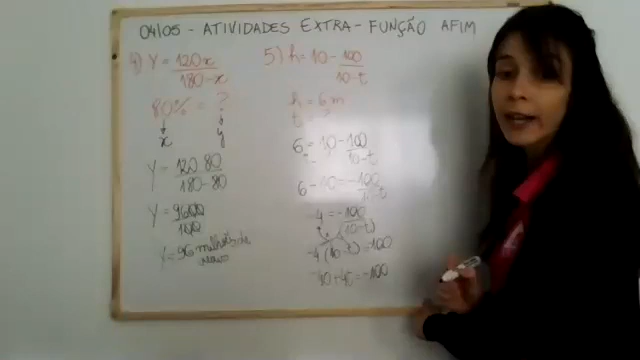 04/05 - ATIVIDADES EXTRA - FUNÇÃO AFIM
4) Y = 120x
180 - x
80% = ?
x y
Y = 120.80
180 - 80
Y = 9600
100
Y = 96 milhões de
5) h = 10 - 100
10 - t
h = 6 m
t = ?
6 = 10 - 100
10 - t
6 - 10 = - 100
10 - t
-4 = -100
(10 - t)
-4 (10 - t) = -100
-40 + 4t = -100